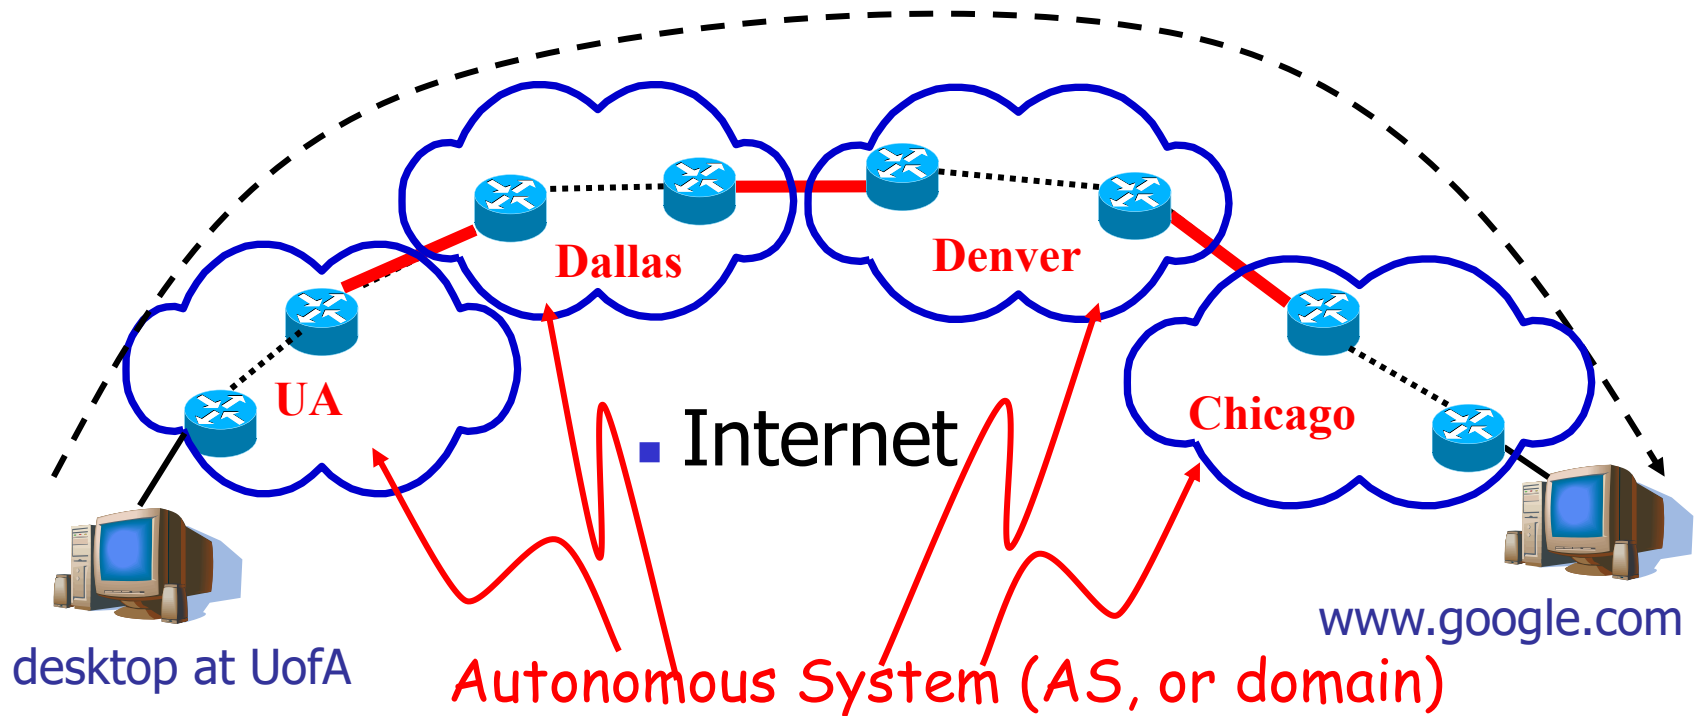 Dallas
Denver
UA
Chicago
▪ Internet
www.google.com
desktop at UofA
Autonomous System (AS, or domain)